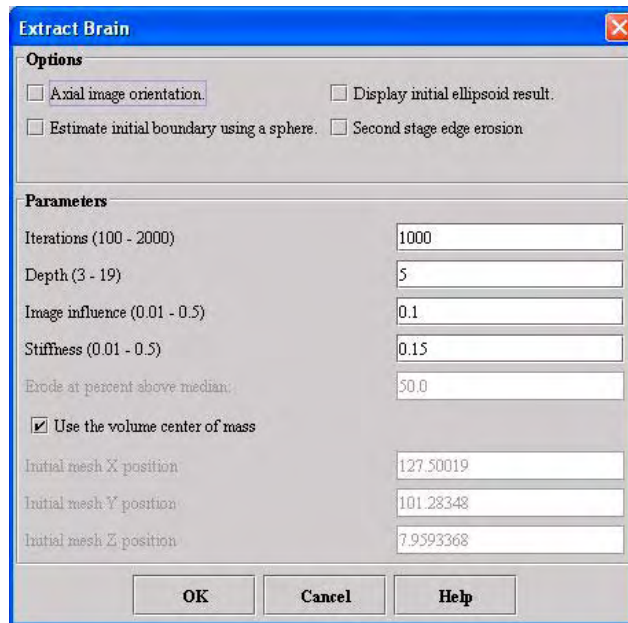 Extract Brain
Options
Axial image orientation.
Display initial ellipsoid result.
Estimate initial boundary using a sphere.
Second stage edge erosion
Parameters
Iterations (100 - 2000)
1000
Depth (3 - 19)
5
Image influence (0.01 - 0.5)
0.1
Stiffness (0.01 - 0.5)
0.15
Erode at percent above median:
50.0
Use the volume center of mass
Initial mesh X position
127.50019
Initial mesh Y position
101.28348
Initial mesh Z position
7.9593368
OK
Cancel
Help